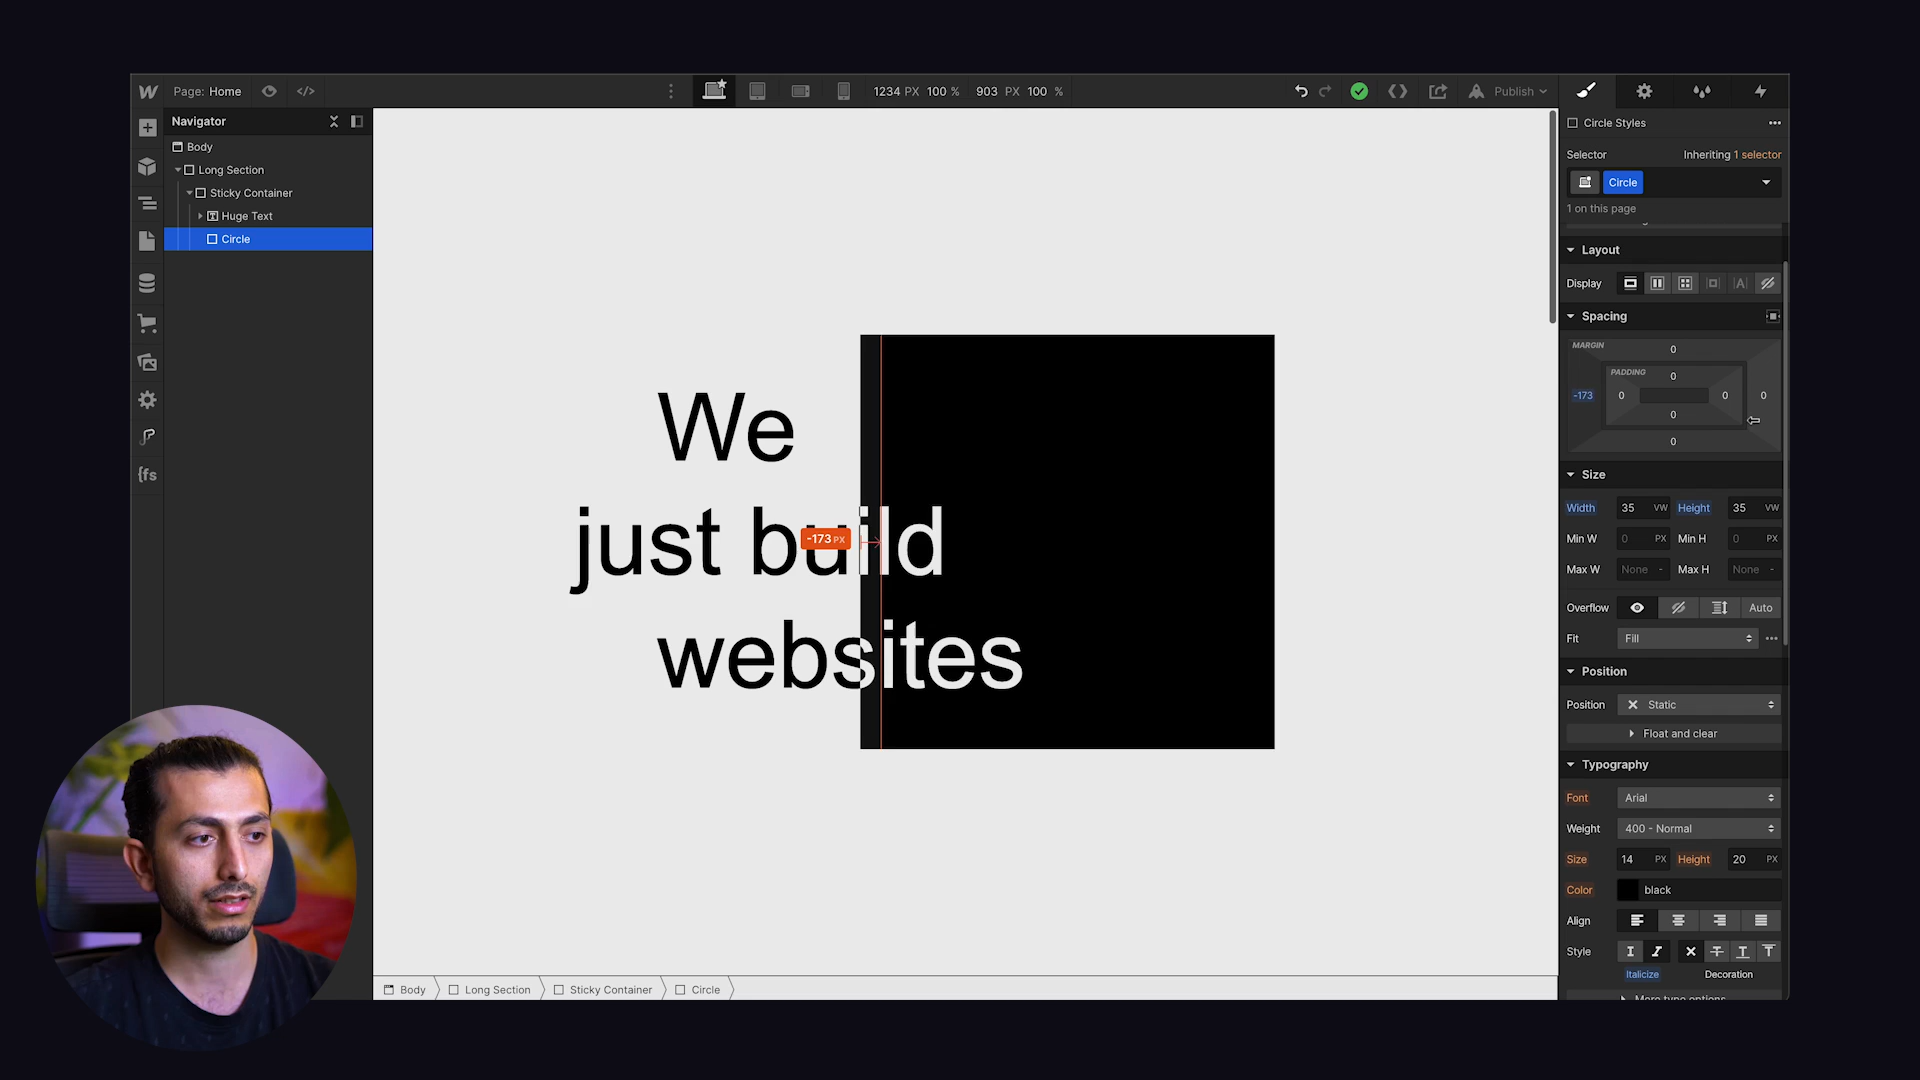 Page: Home
1234 PX 100 %
903 PX 100 %
Publish
Navigator
Body
Long Section
Sticky Container
Huge Text
Circle
{fs
We
just build
websites
-173 PX
Body
Long Section
Sticky Container
Circle
Circle Styles
Selector
Inheriting 1 selector
Circle
1 on this page
Layout
Display
Spacing
MARGIN
0
PADDING
0
-173
0
0
0
0
0
Size
Width 35 VW Height 35 VW
Min W 0 PX Min H 0 PX
Max W None - Max H None -
Overflow Auto
Fit Fill
Position
Position Static
Float and clear
Typography
Font Arial
Weight 400 - Normal
Size 14 PX Height 20 PX
Color black
Align
Style
Italicize Decoration
More type options